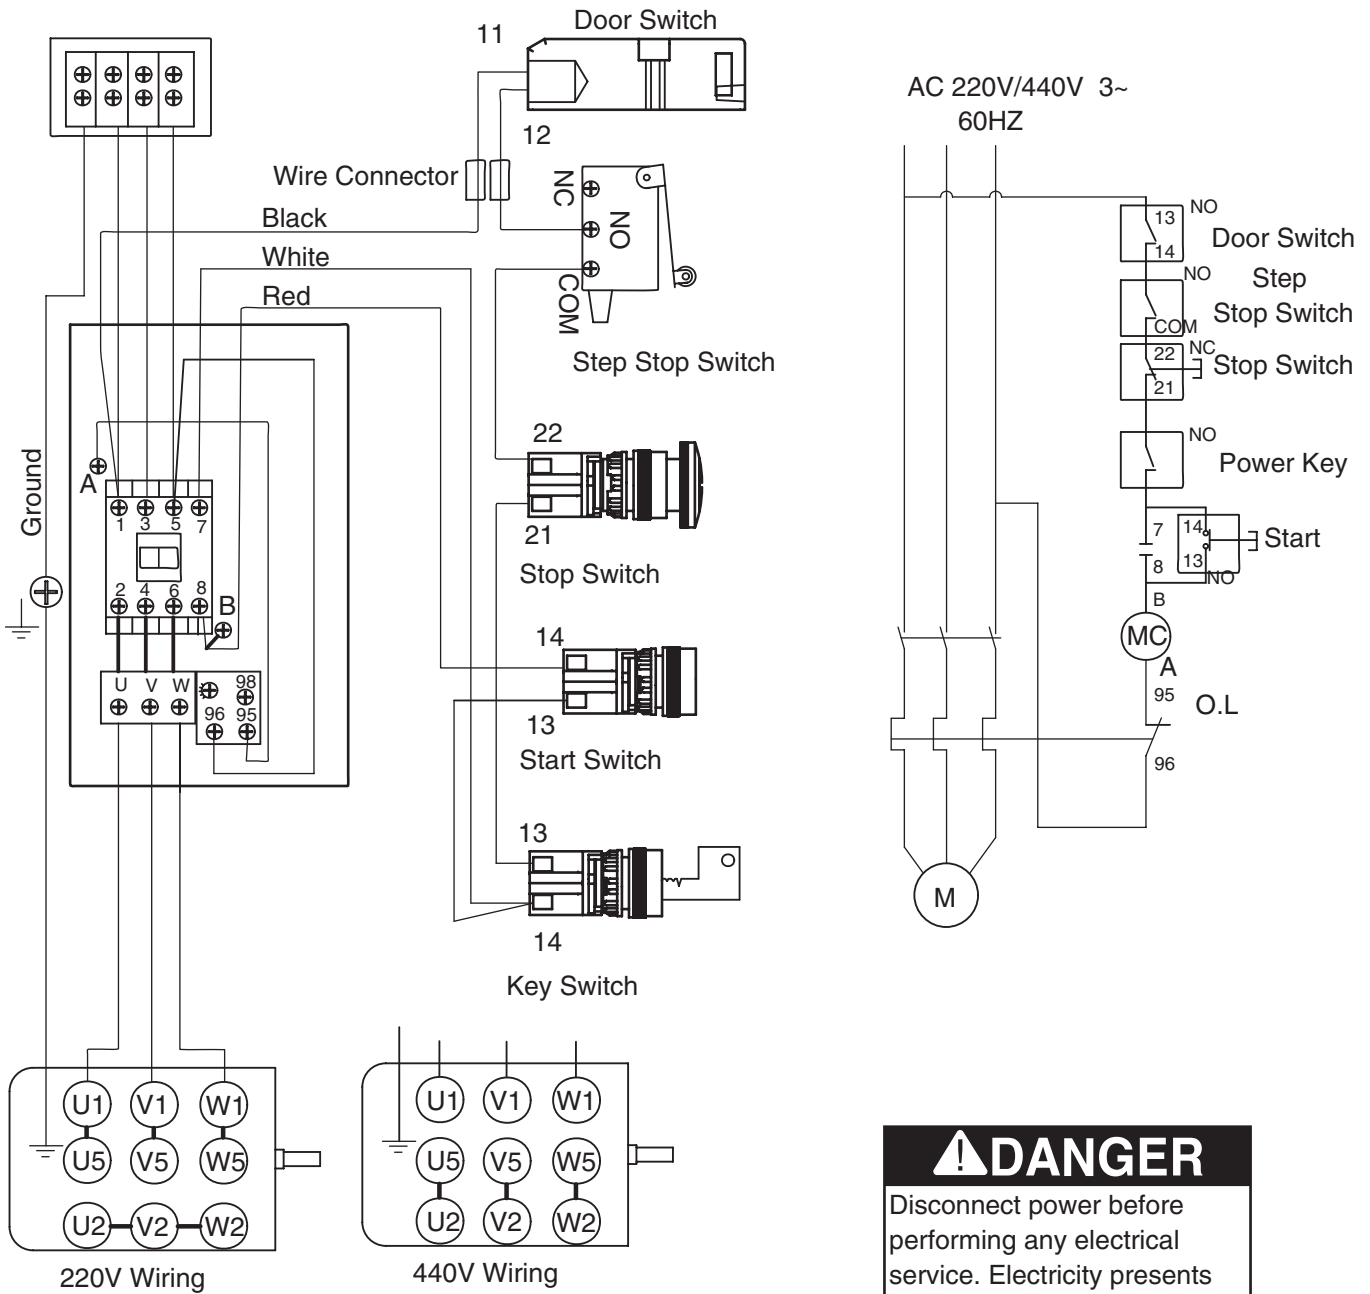 Door Switch
11
12
Wire Connector
Black
White
Red
NC
NO
COM
Step Stop Switch
Ground
A
1 3 5 7
2 4 6 8
B
U V W
98
96 95
22
21
Stop Switch
14
13
Start Switch
13
14
Key Switch
U1 V1 W1
U5 V5 W5
U2 V2 W2
220V Wiring
U1 V1 W1
U5 V5 W5
U2 V2 W2
440V Wiring
AC 220V/440V 3~
60HZ
NO
13
14
Door Switch
NO
COM
Step
Stop Switch
22
NC
21
Stop Switch
NO
Power Key
7
8
14
13
NO
Start
B
MC
A
95
O.L
96
M
DANGER
Disconnect power before
performing any electrical
service. Electricity presents